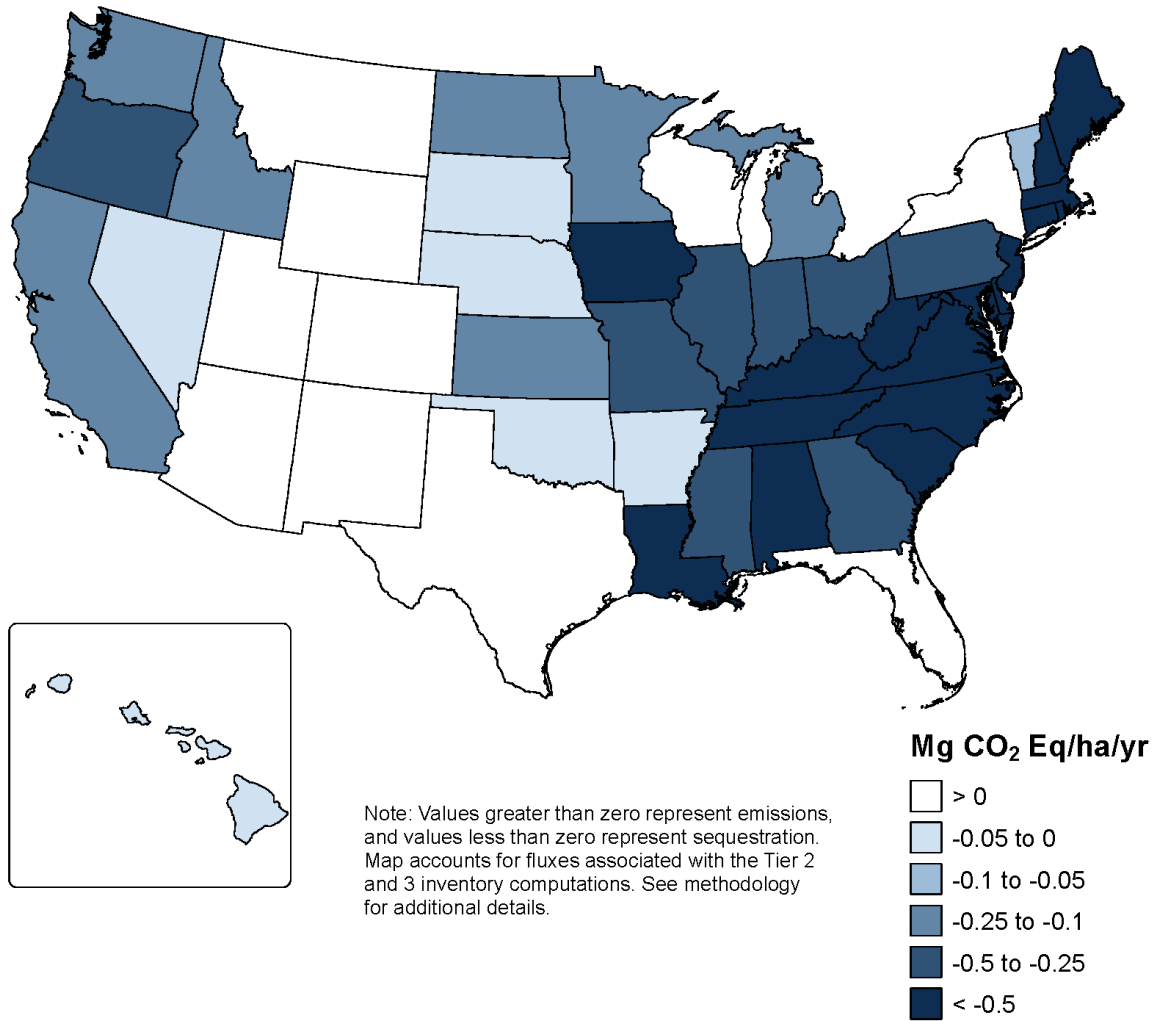 Mg CO₂ Eq/ha/yr
> 0
-0.05 to 0
-0.1 to -0.05
-0.25 to -0.1
-0.5 to -0.25
< -0.5
Note: Values greater than zero represent emissions,
and values less than zero represent sequestration.
Map accounts for fluxes associated with the Tier 2
and 3 inventory computations. See methodology
for additional details.